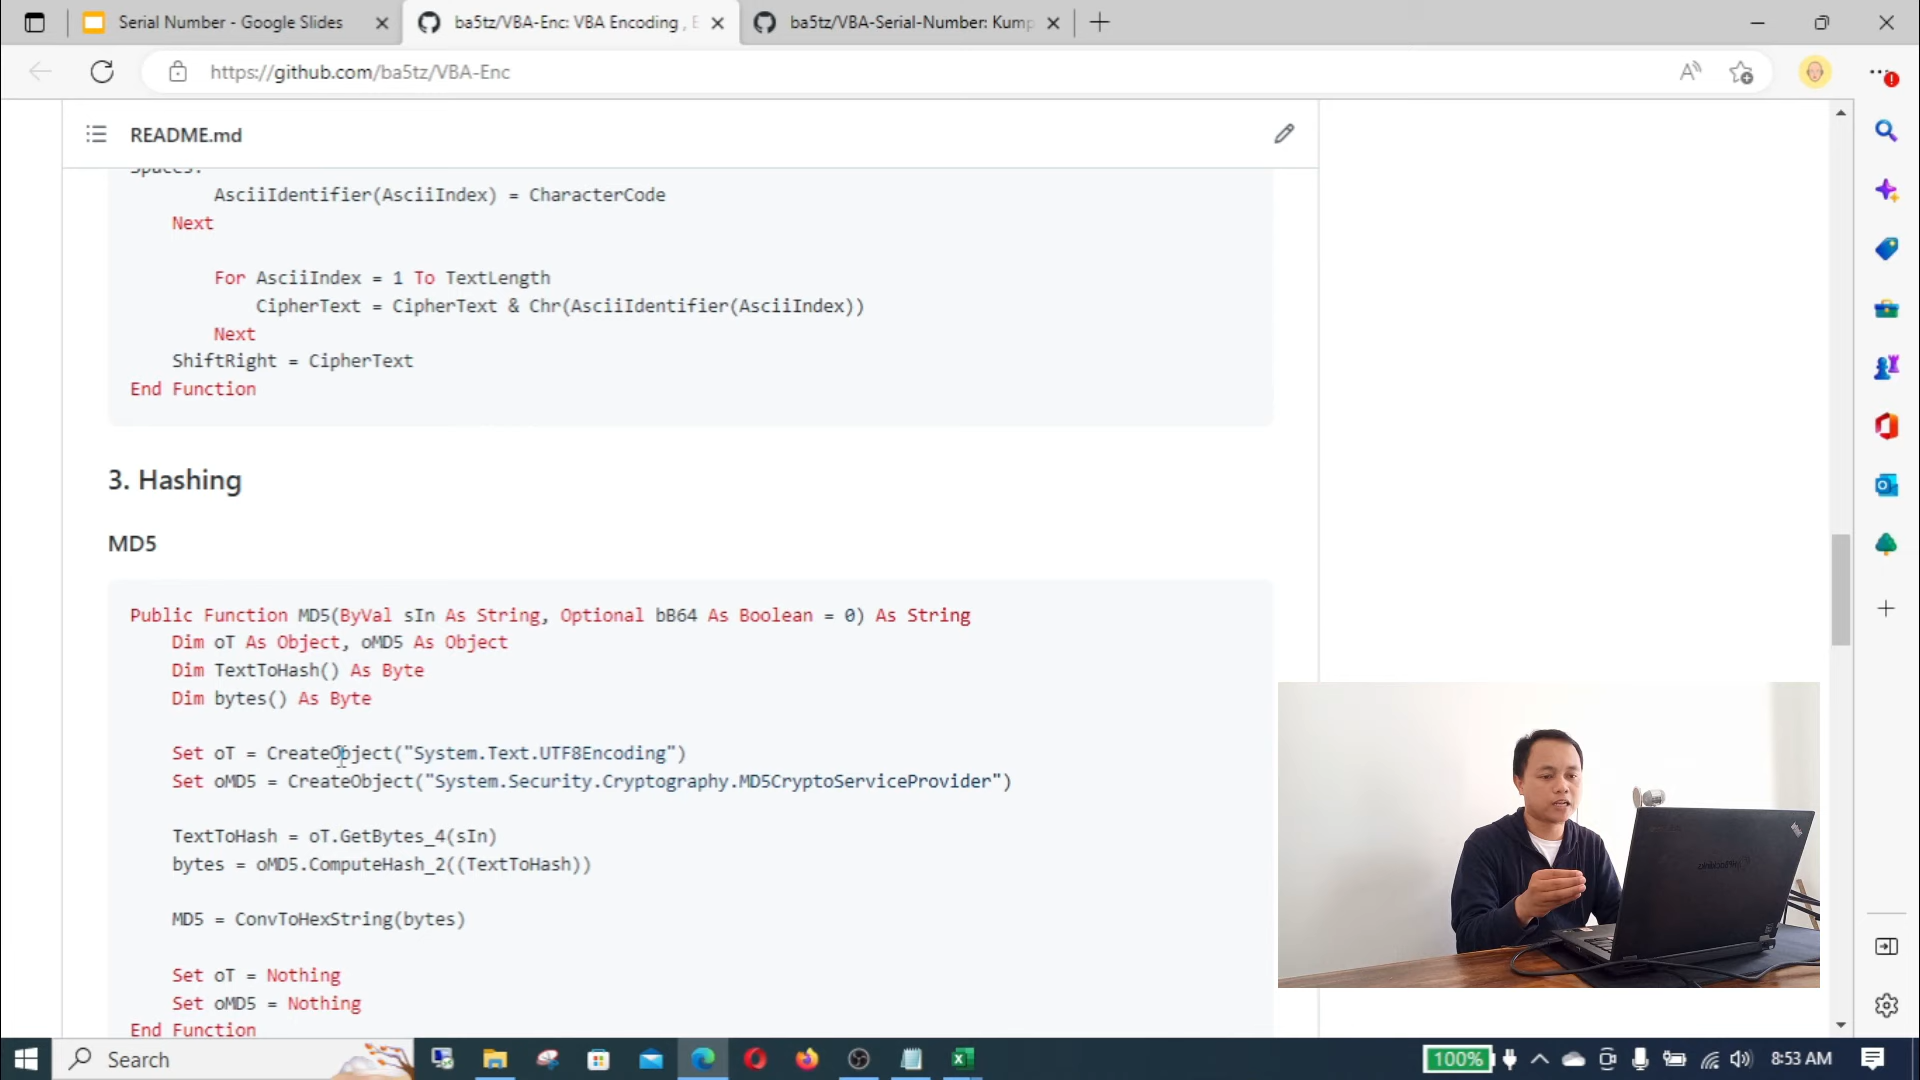 Serial Number - Google Slides
ba5tz/VBA-Enc: VBA Encoding , E
ba5tz/VBA-Serial-Number: Kump
https://github.com/ba5tz/VBA-Enc
README.md
Spaces:
AsciiIdentifier(AsciiIndex) = CharacterCode
Next
For AsciiIndex = 1 To TextLength
CipherText = CipherText & Chr(AsciiIdentifier(AsciiIndex))
Next
ShiftRight = CipherText
End Function
3. Hashing
MD5
Public Function MD5(ByVal sIn As String, Optional bB64 As Boolean = 0) As String
Dim oT As Object, oMD5 As Object
Dim TextToHash() As Byte
Dim bytes() As Byte
Set oT = CreateObject("System.Text.UTF8Encoding")
Set oMD5 = CreateObject("System.Security.Cryptography.MD5CryptoServiceProvider")
TextToHash = oT.GetBytes_4(sIn)
bytes = oMD5.ComputeHash_2((TextToHash))
MD5 = ConvToHexString(bytes)
Set oT = Nothing
Set oMD5 = Nothing
End Function
Search
100%
8:53 AM